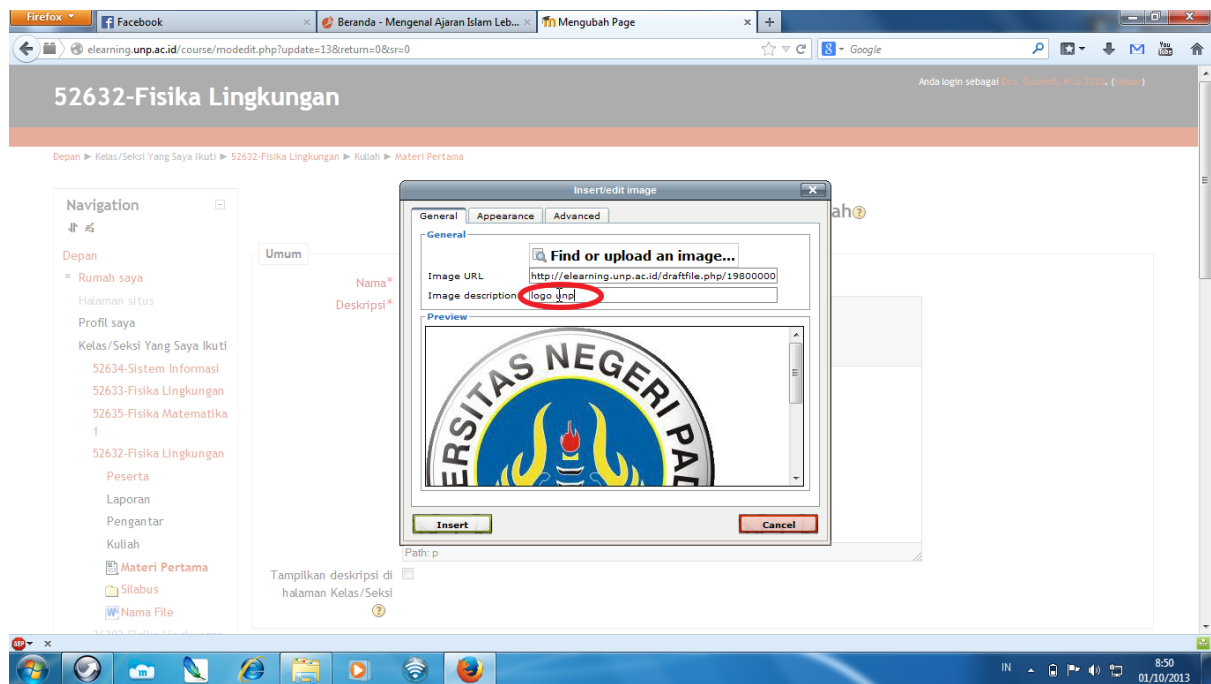 Firefox
Facebook
Beranda - Mengenal Ajaran Islam Leb...
Mengubah Page
elearning.unp.ac.id/course/modedit.php?update=13&return=0&sr=0
Google
You
Tube
52632-Fisika Lingkungan
Anda login sebagai
Depan ► Kelas/Seksi Yang Saya Ikuti ► 52632-Fisika Lingkungan ► Kuliah ► Materi Pertama
Insert/edit image
ah
Navigation
General Appearance Advanced
General
Find or upload an image...
Image URL http://elearning.unp.ac.id/draftfile.php/19800000
Image description logo unp
Preview
ERSITAS NEGERI PAD
Insert Cancel
Path: p
Depan
Rumah saya
Halaman situs
Profil saya
Kelas/Seksi Yang Saya Ikuti
52634-Sistem Informasi
52633-Fisika Lingkungan
52635-Fisika Matematika
1
52632-Fisika Lingkungan
Peserta
Laporan
Pengantar
Kuliah
Materi Pertama
Silabus
Nama File
Umum
Nama*
Deskripsi*
Tampilkan deskripsi di
halaman Kelas/Seksi
ABP
IN
8:50
01/10/2013